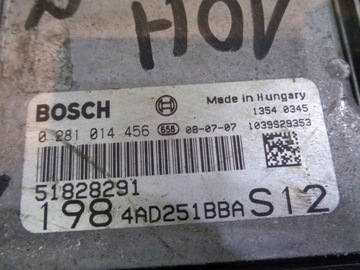 HOV
BOSCH
Made in Hungary
1354 0345
0 281 014 456 658 08-07-07 1039S29353
51828291
198 4AD251BBA S12